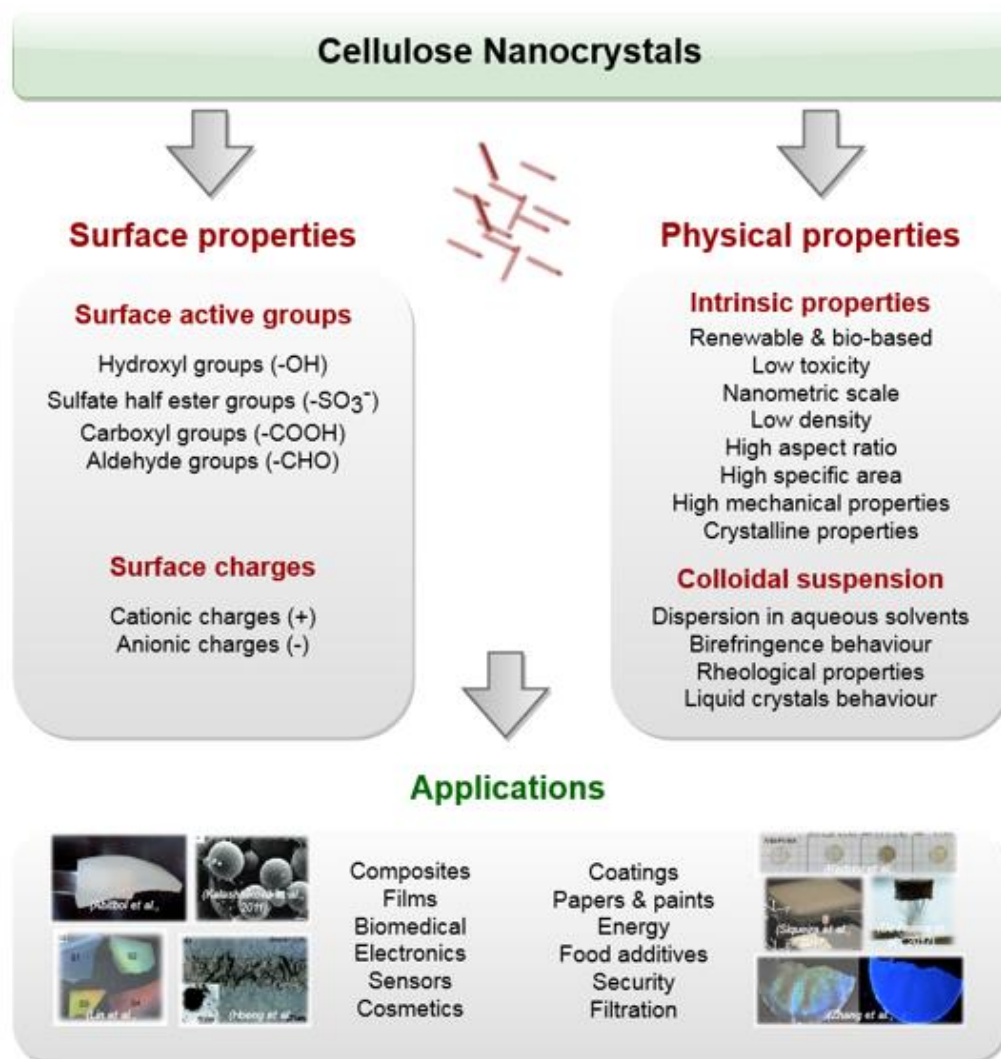 Cellulose Nanocrystals
Surface properties
Surface active groups
Hydroxyl groups (-OH)
Sulfate half ester groups (-SO₃⁻)
Carboxyl groups (-COOH)
Aldehyde groups (-CHO)
Surface charges
Cationic charges (+)
Anionic charges (-)
Physical properties
Intrinsic properties
Renewable & bio-based
Low toxicity
Nanometric scale
Low density
High aspect ratio
High specific area
High mechanical properties
Crystalline properties
Colloidal suspension
Dispersion in aqueous solvents
Birefringence behaviour
Rheological properties
Liquid crystals behaviour
Applications
Composites
Films
Biomedical
Electronics
Sensors
Cosmetics
Coatings
Papers & paints
Energy
Food additives
Security
Filtration
(Lin et al.,
(Zhang et al.,